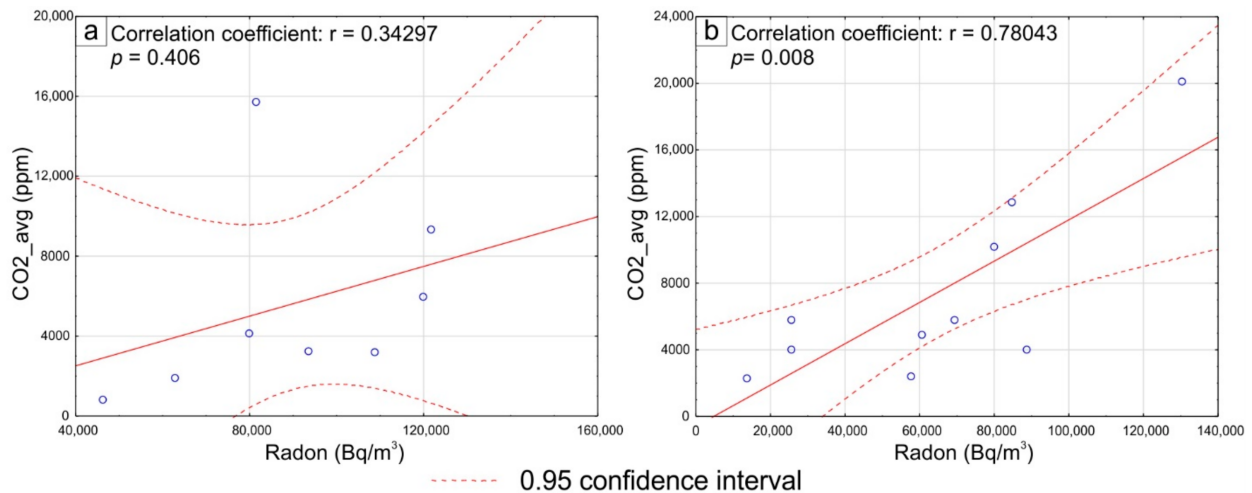 a
Correlation coefficient: r = 0.34297
p = 0.406
20,000
16,000
12,000
8000
4000
0
CO2_avg (ppm)
40,000 80,000 120,000 160,000
Radon (Bq/m³)
b
Correlation coefficient: r = 0.78043
p= 0.008
24,000
20,000
16,000
12,000
8000
4000
0
CO2_avg (ppm)
0 20,000 40,000 60,000 80,000 100,000 120,000 140,000
Radon (Bq/m³)
0.95 confidence interval